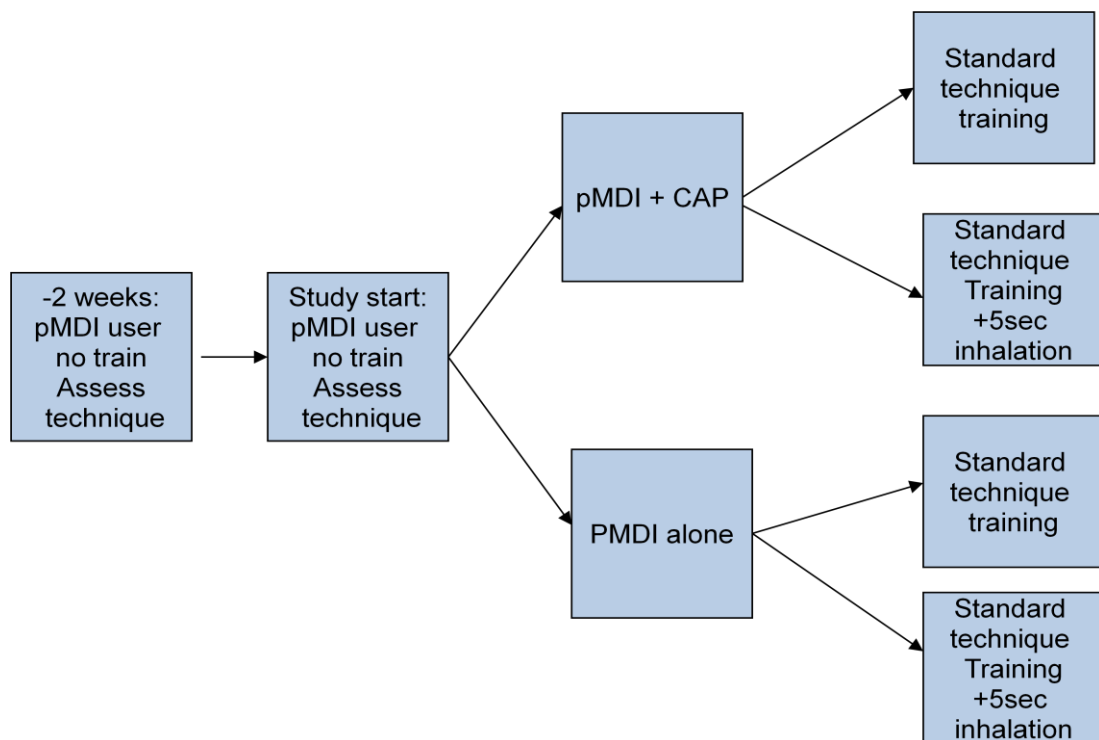 -2 weeks:
pMDI user
no train
Assess
technique
Study start:
pMDI user
no train
Assess
technique
pMDI + CAP
PMDI alone
Standard
technique
training
Standard
technique
Training
+5sec
inhalation
Standard
technique
training
Standard
technique
Training
+5sec
inhalation